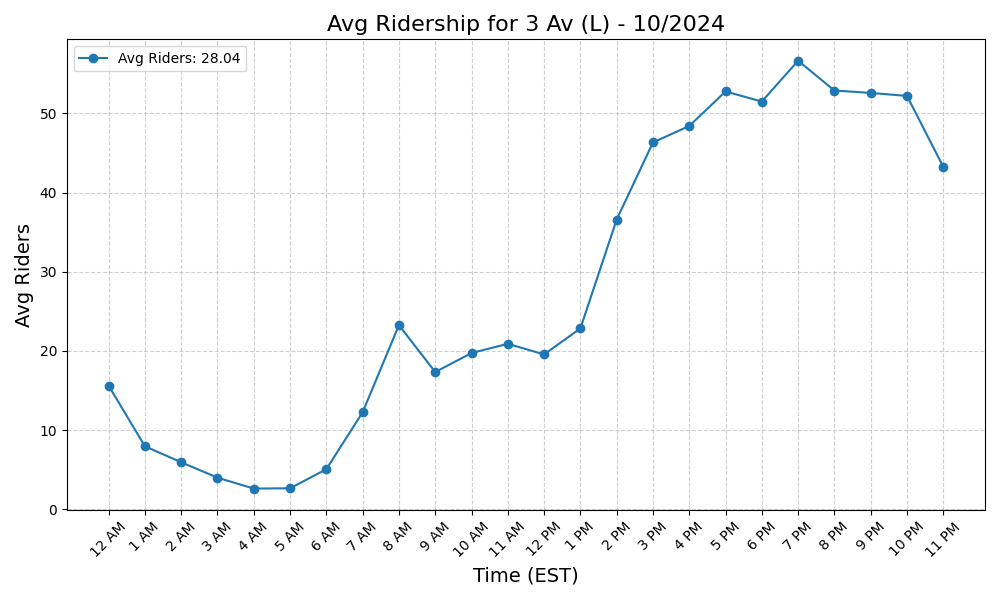 Avg Ridership for 3 Av (L) - 10/2024
Avg Riders: 28.04
Avg Riders
50
40
30
20
10
0
12 AM
1 AM
2 AM
3 AM
4 AM
5 AM
6 AM
7 AM
8 AM
9 AM
10 AM
11 AM
12 PM
1 PM
2 PM
3 PM
4 PM
5 PM
6 PM
7 PM
8 PM
9 PM
10 PM
11 PM
Time (EST)